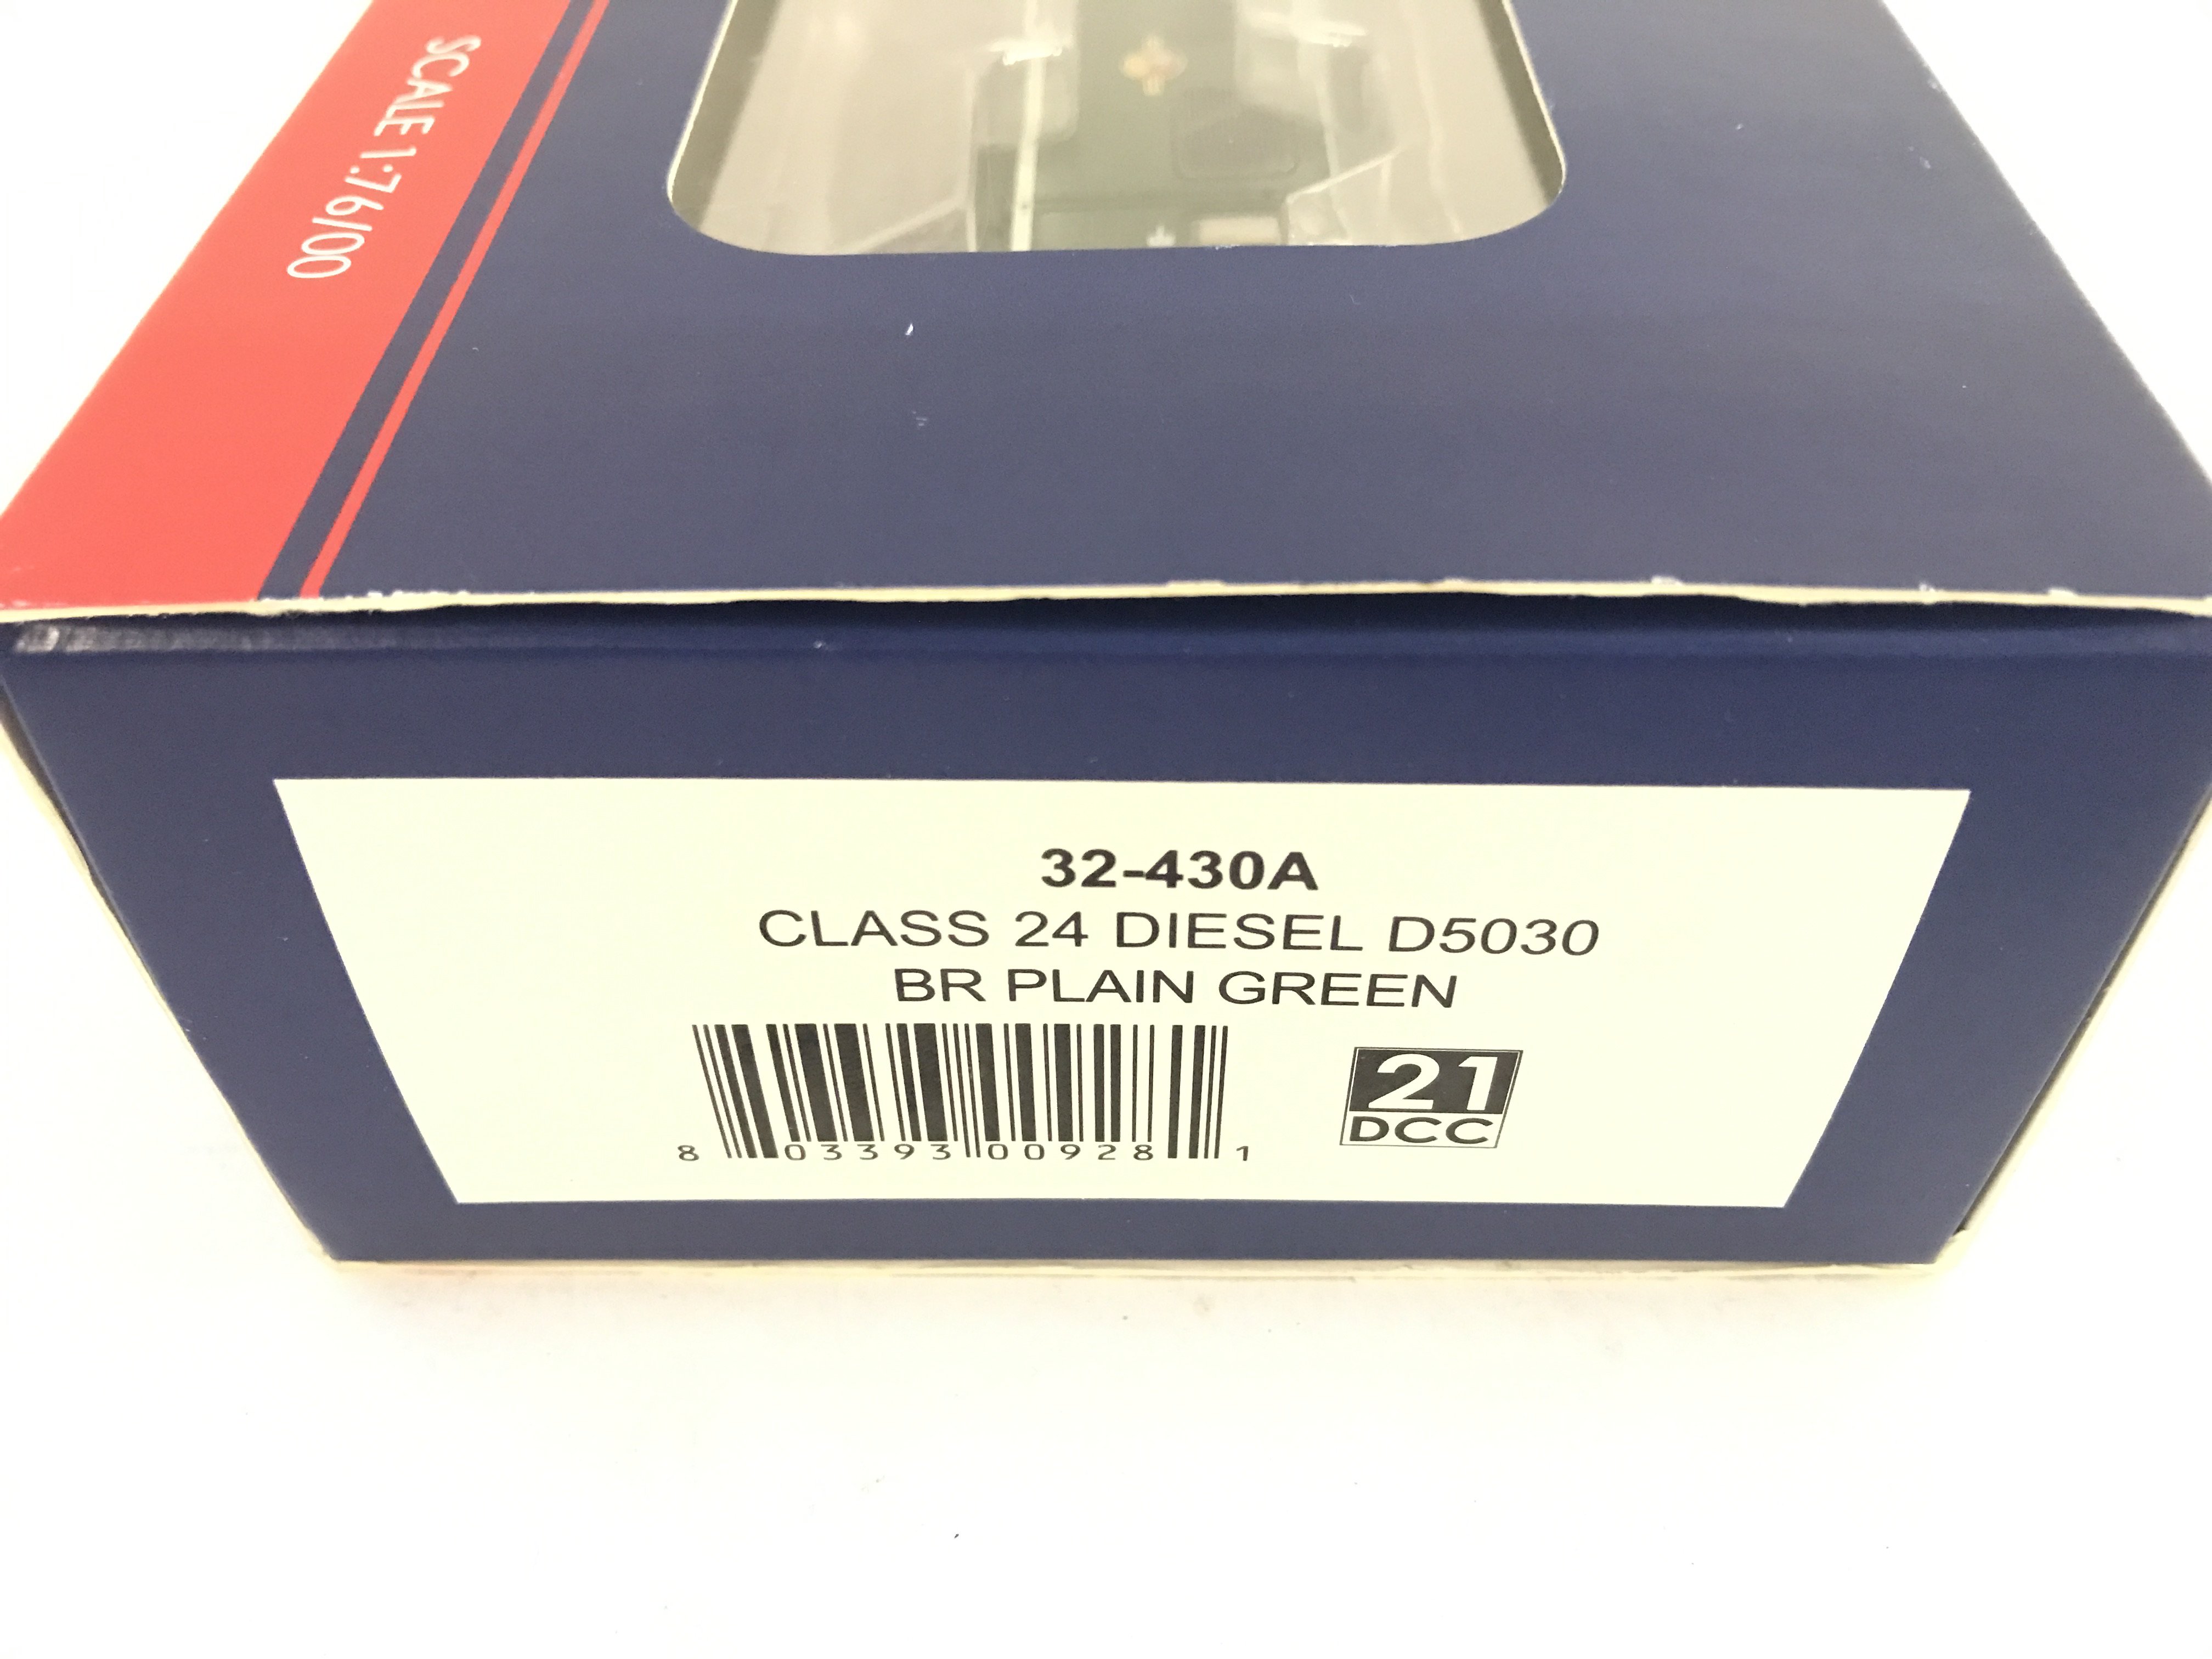 SCALE 1:76/00
32-430A
CLASS 24 DIESEL D5030
BR PLAIN GREEN
8 03393 00928 1
21
DCC